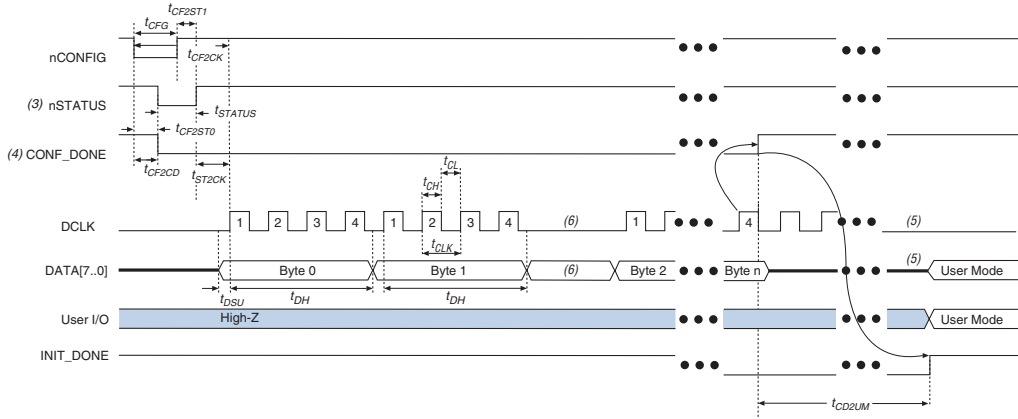 tCF2ST1
tCFG
nCONFIG
tCF2CK
(3) nSTATUS
tSTATUS
tCF2ST0
(4) CONF_DONE
tCF2CD
tST2CK
tCL
tCH
DCLK 1 2 3 4 1 2 3 4 (6) 1 4 (5)
tCLK
DATA[7..0] Byte 0 Byte 1 (6) Byte 2 Byte n (5) User Mode
tDSU tDH tDH
User I/O High-Z User Mode
INIT_DONE
tCD2UM